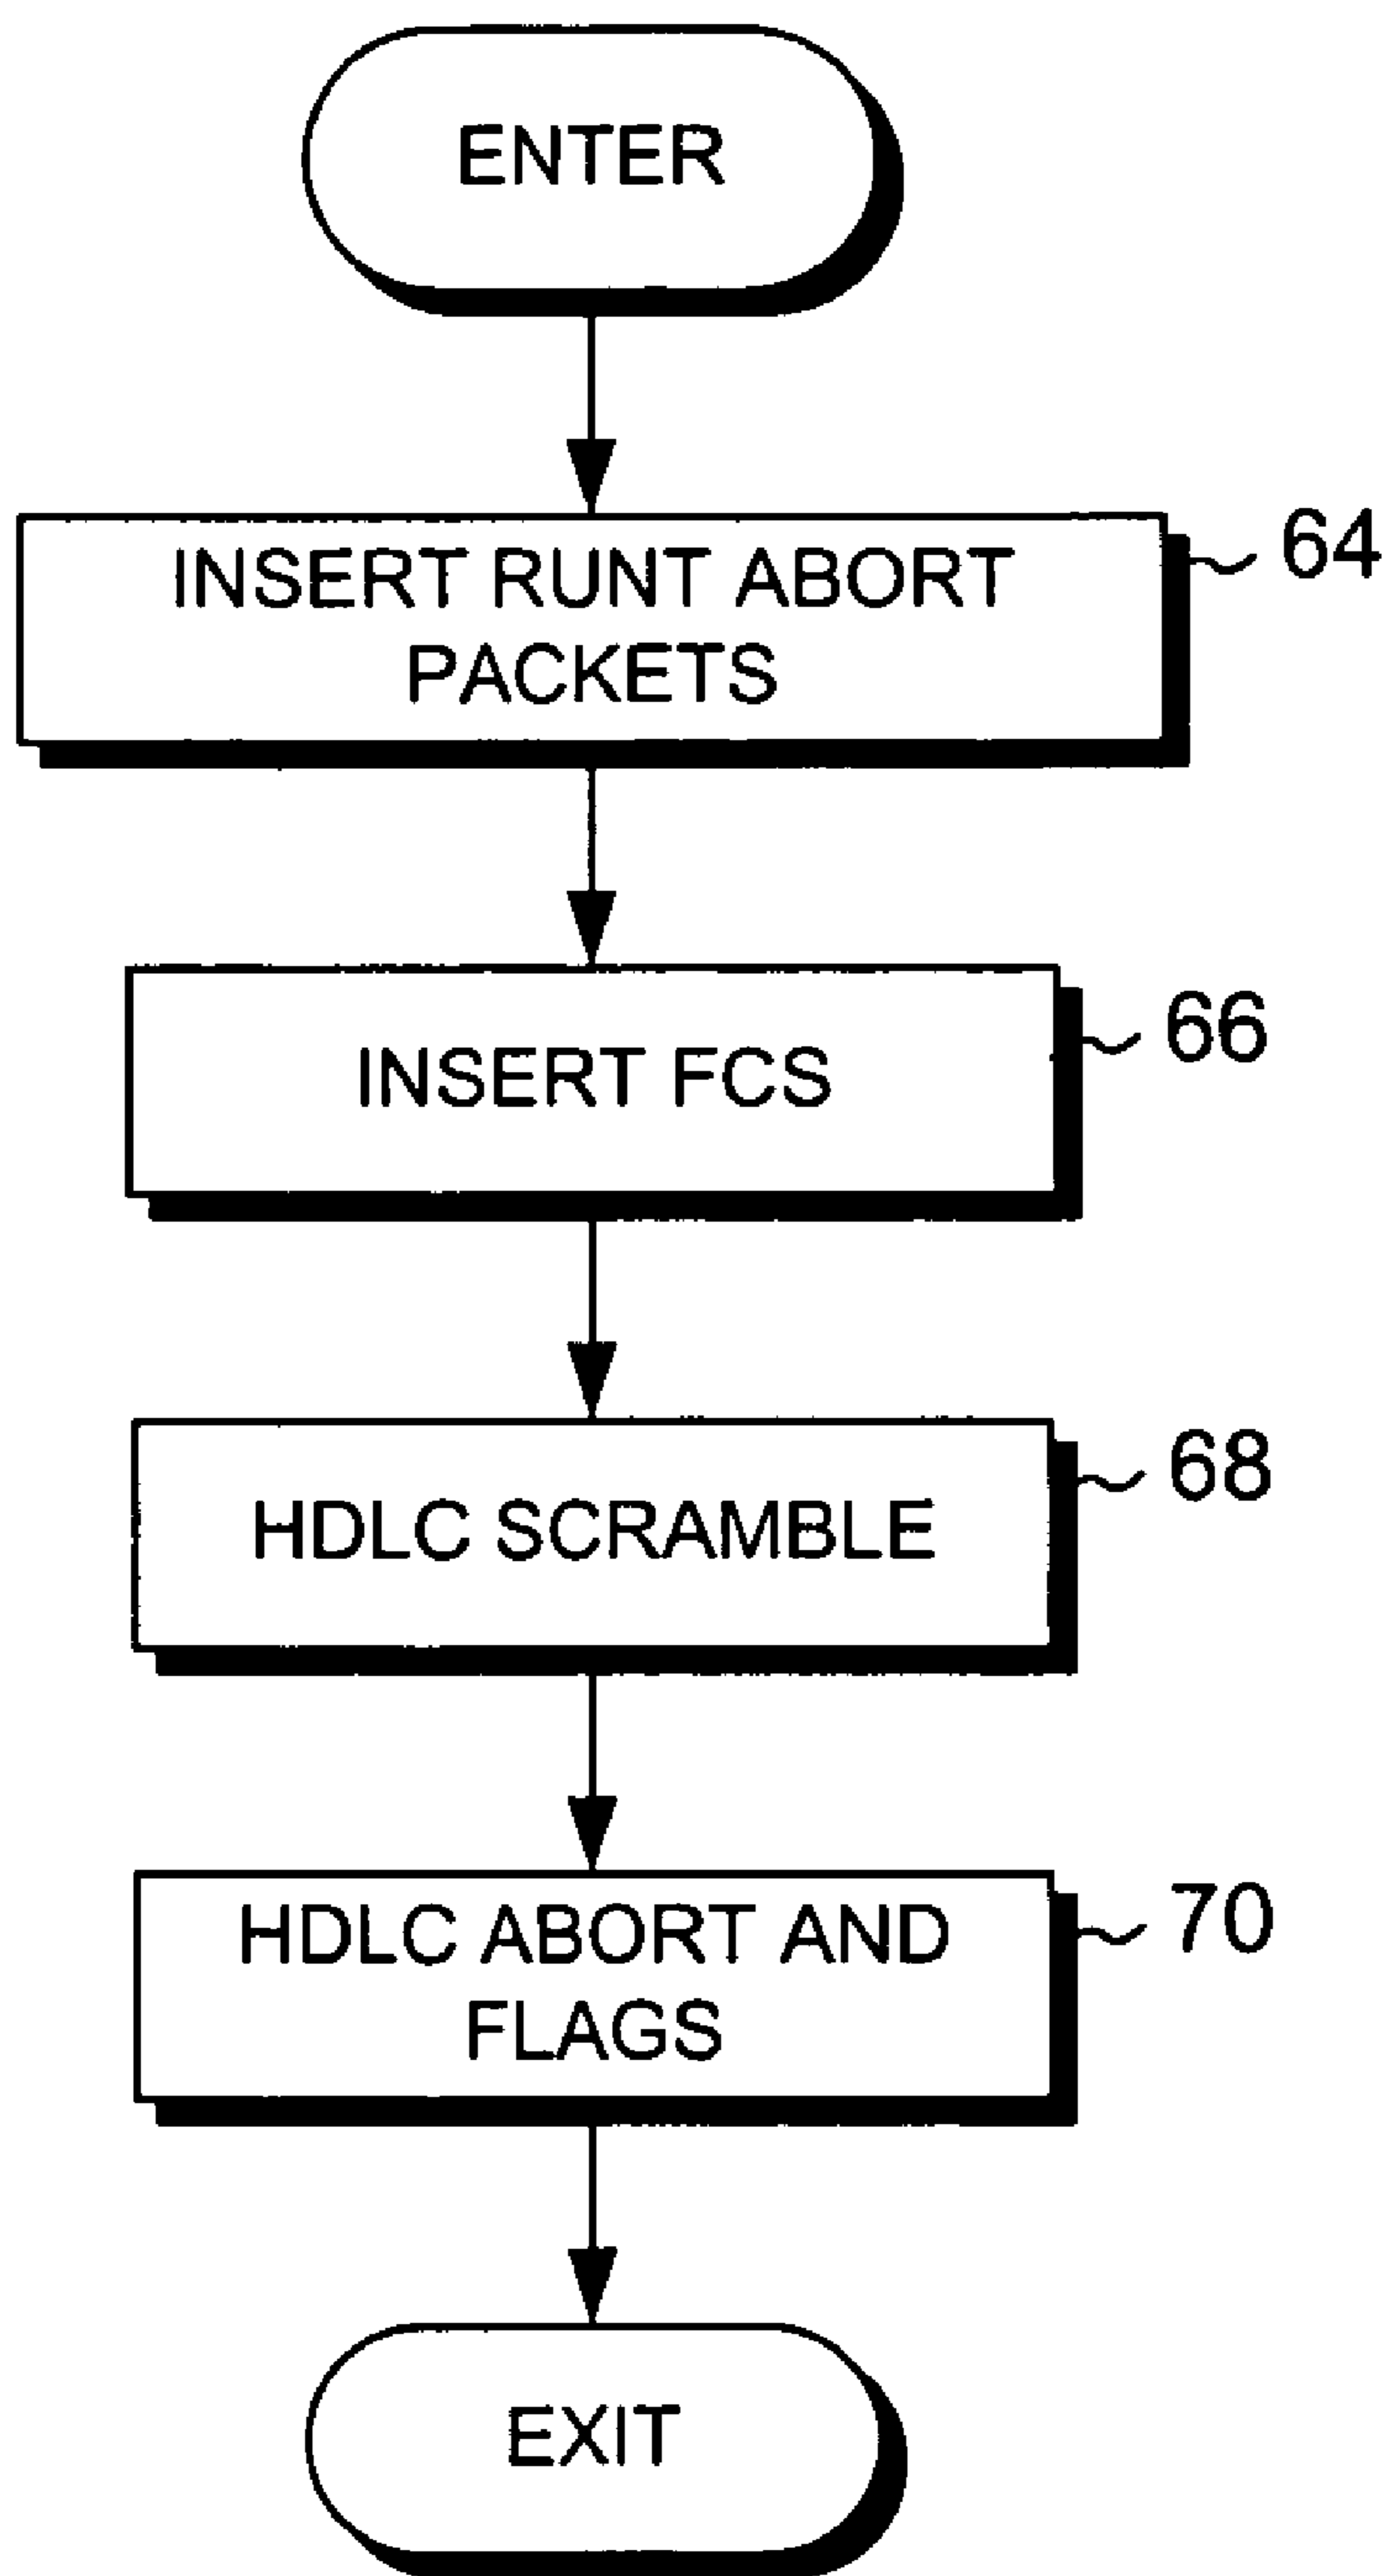 ENTER
INSERT RUNT ABORT
PACKETS
64
INSERT FCS
66
HDLC SCRAMBLE
68
HDLC ABORT AND
FLAGS
70
EXIT